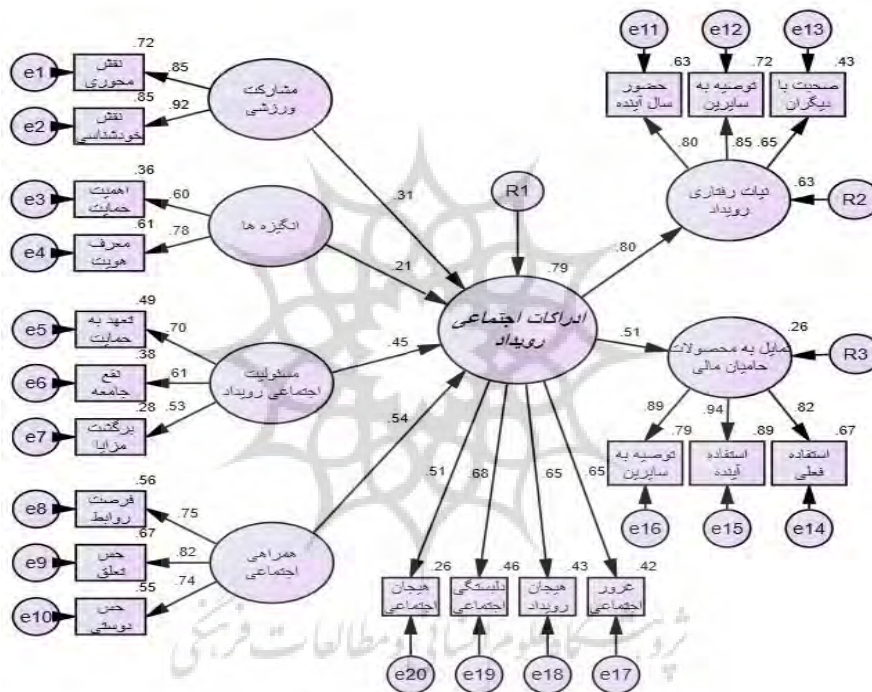 e11
e12
e13
.63
.72
.43
حضور
سال آینده
توصیه به
سایرین
صحبت با
دیگران
.80
.85
.65
نیات رفتاری
رویداد
.63
R2
.72
e1
نقش
محوری
.85
.85
e2
نقش
خودشناسی
.92
مشارکت
ورزشی
.31
.36
e3
اهمیت
حمایت
.60
.61
e4
معرف
هویت
.78
انگیزه ها
.21
R1
.79
ادراکات اجتماعی
رویداد
.80
.49
e5
تعهد به
حمایت
.70
.38
e6
نفع
جامعه
.61
.28
e7
برگشت
مزایا
.53
مسئولیت
اجتماعی رویداد
.45
.51
تمایل به محصولات
حامیان مالی
.26
R3
.89
.94
.82
.79
.89
.67
توصیه به
سایرین
استفاده
آینده
استفاده
فعلی
e16
e15
e14
.56
e8
فرصت
روابط
.75
.67
e9
حس
تعلق
.82
.55
e10
حس
دوستی
.74
همراهی
اجتماعی
.54
.51
.68
.65
.65
.26
.46
.43
.42
هیجان
اجتماعی
دلبستگی
اجتماعی
هیجان
رویداد
غرور
اجتماعی
e20
e19
e18
e17
پژوهشگاه علوم انسانی و مطالعات فرهنگی